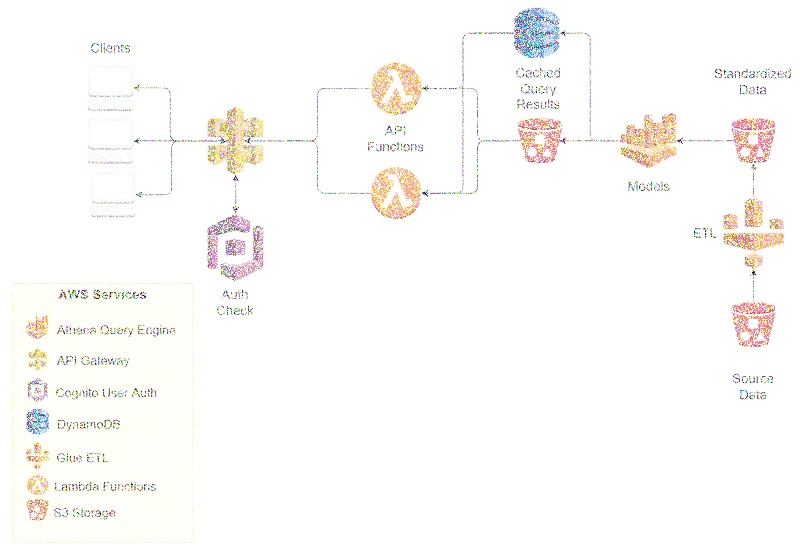 Clients
Cached
Query
Results
Standardized
Data
API
Functions
Models
ETL
Auth
Check
Source
Data
AWS Services
Athena Query Engine
API Gateway
Cognito User Auth
DynamoDB
Glue ETL
Lambda Functions
S3 Storage